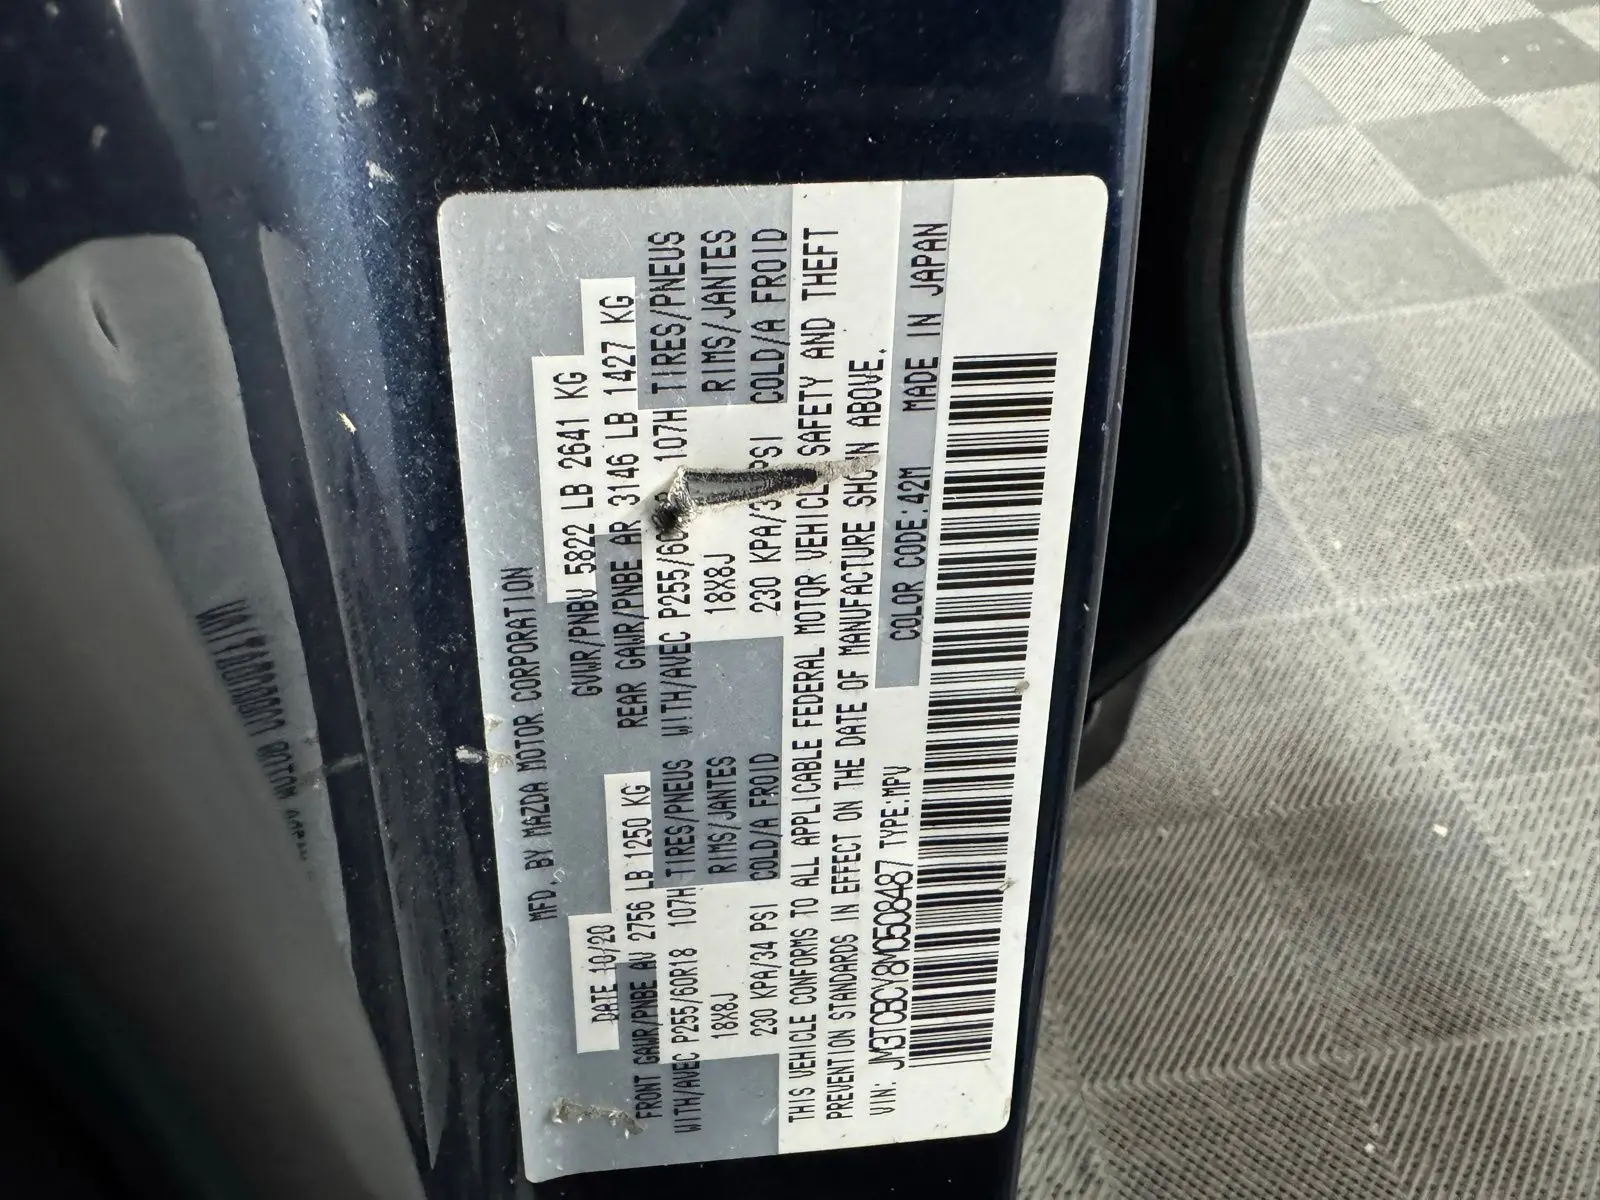 MFD. BY MAZDA MOTOR CORPORATION
DATE 10/20 GVWR/PNBV 5822 LB 2641 KG
FRONT GAWR/PNBE AV 2756 LB 1250 KG REAR GAWR/PNBE AR 3146 LB 1427 KG
WITH/AVEC P255/60R18 107H TIRES/PNEUS WITH/AVEC P255/60 107H TIRES/PNEUS
18X8J RIMS/JANTES 18X8J RIMS/JANTES
230 KPA/34 PSI COLD/A FROID 230 KPA/3 PSI COLD/A FROID
THIS VEHICLE CONFORMS TO ALL APPLICABLE FEDERAL MOTOR VEHICLE SAFETY AND THEFT
PREVENTION STANDARDS IN EFFECT ON THE DATE OF MANUFACTURE SHOWN ABOVE.
VIN: JM3TCBCY8M0508487 TYPE:MPV COLOR CODE:42M MADE IN JAPAN